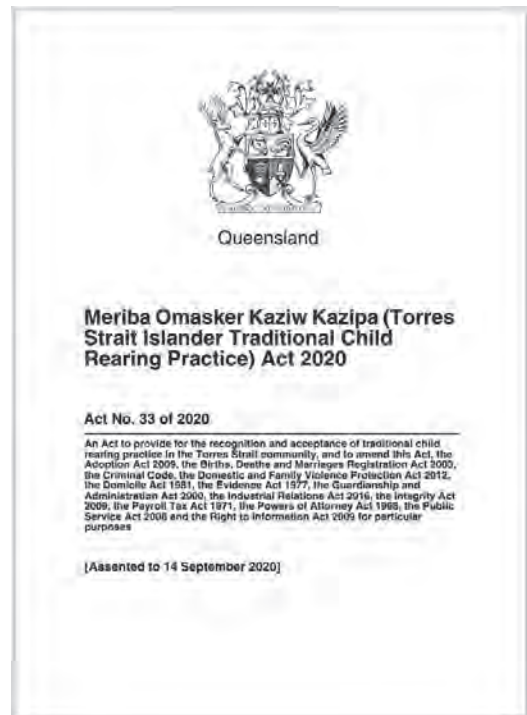 Queensland
Meriba Omasker Kaziw Kazipa (Torres
Strait Islander Traditional Child
Rearing Practice) Act 2020
Act No. 33 of 2020
An Act to provide for the recognition and acceptance of traditional child
rearing practice in the Torres Strait community, and to amend this Act, the
Adoption Act 2009, the Births, Deaths and Marriages Registration Act 2003,
the Criminal Code, the Domestic and Family Violence Protection Act 2012,
the Domicile Act 1981, the Evidence Act 1977, the Guardianship and
Administration Act 2000, the Industrial Relations Act 2016, the Integrity Act
2009, the Payroll Tax Act 1971, the Powers of Attorney Act 1998, the Public
Service Act 2008 and the Right to Information Act 2009 for particular
purposes
[Assented to 14 September 2020]